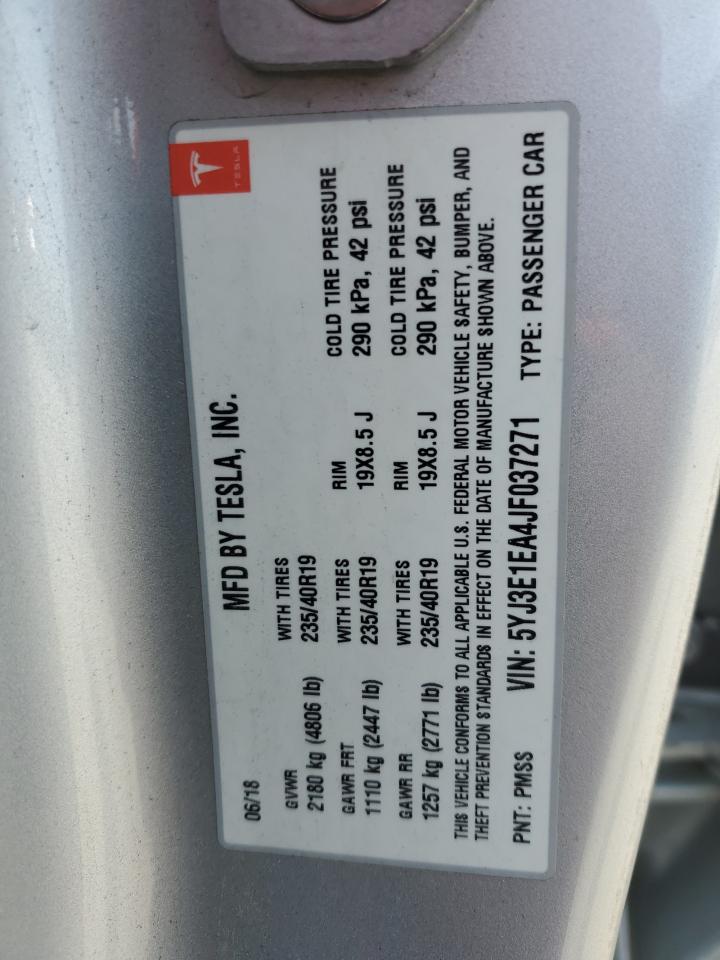 TESLA
MFD BY TESLA, INC.
06/18
GVWR WITH TIRES
2180 kg (4806 lb) 235/40R19
GAWR FRT WITH TIRES RIM COLD TIRE PRESSURE
1110 kg (2447 lb) 235/40R19 19X8.5 J 290 kPa, 42 psi
GAWR RR WITH TIRES RIM COLD TIRE PRESSURE
1257 kg (2771 lb) 235/40R19 19X8.5 J 290 kPa, 42 psi
THIS VEHICLE CONFORMS TO ALL APPLICABLE U.S. FEDERAL MOTOR VEHICLE SAFETY, BUMPER, AND
THEFT PREVENTION STANDARDS IN EFFECT ON THE DATE OF MANUFACTURE SHOWN ABOVE.
PNT: PMSS VIN: 5YJ3E1EA4JF037271 TYPE: PASSENGER CAR